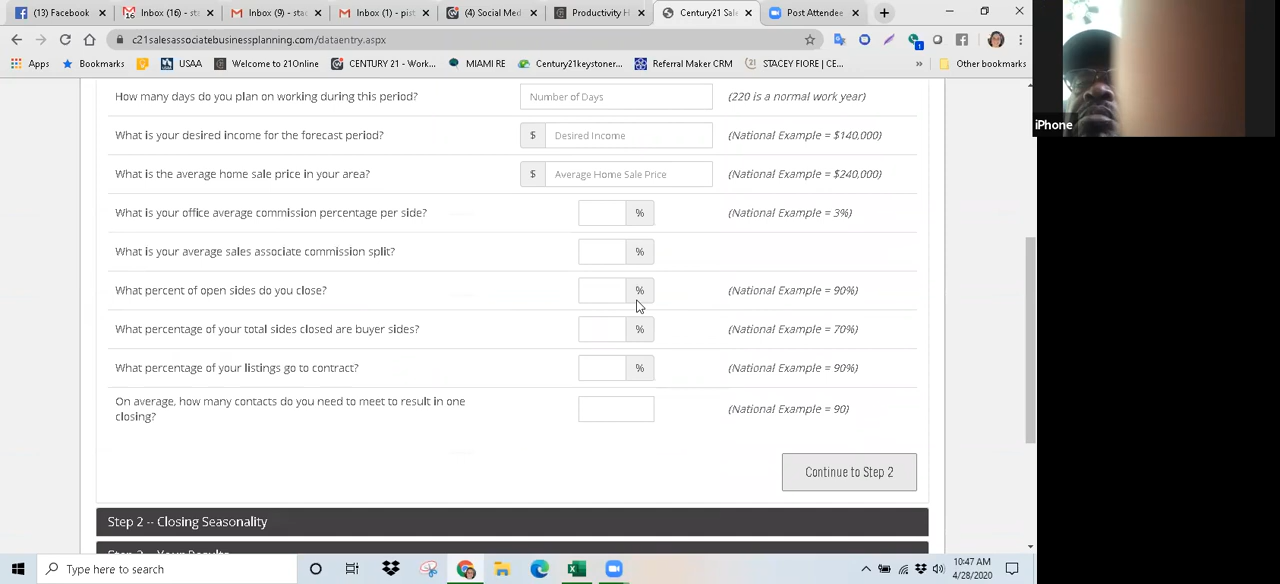 (13) Facebook
Inbox (16) - sta
Inbox (9) - stac
Inbox (1) - pist
(4) Social Med
Productivity H
Century21 Sale
Post Attendee
c21salesassociatebusinessplanning.com/dataentry.aspx
Apps
Bookmarks
USAA
Welcome to 21Online
CENTURY 21 - Work...
MIAMI RE
Century21keystoner...
Referral Maker CRM
STACEY FIORE | CE...
»
Other bookmarks
iPhone
How many days do you plan on working during this period?
Number of Days
(220 is a normal work year)
What is your desired income for the forecast period?
$ Desired Income
(National Example = $140,000)
What is the average home sale price in your area?
$ Average Home Sale Price
(National Example = $240,000)
What is your office average commission percentage per side?
%
(National Example = 3%)
What is your average sales associate commission split?
%
What percent of open sides do you close?
%
(National Example = 90%)
What percentage of your total sides closed are buyer sides?
%
(National Example = 70%)
What percentage of your listings go to contract?
%
(National Example = 90%)
On average, how many contacts do you need to meet to result in one
closing?
(National Example = 90)
Continue to Step 2
Step 2 -- Closing Seasonality
Step 3 -- Your Results
Type here to search
10:47 AM
4/28/2020